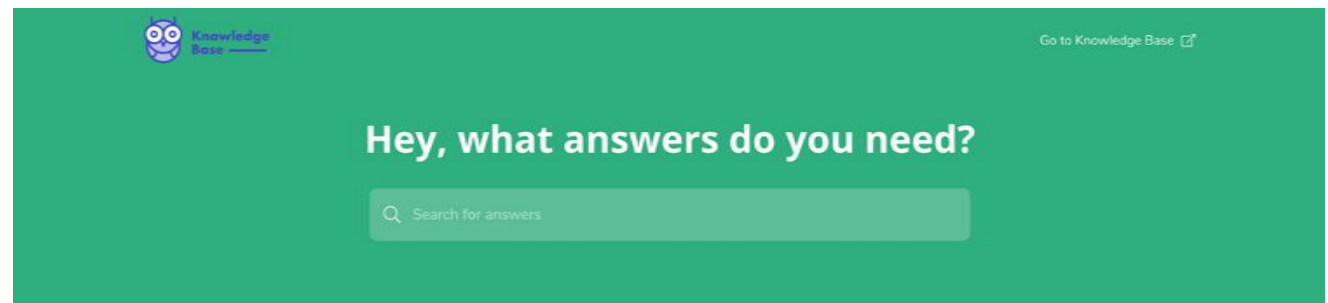 Knowledge
Base
Go to Knowledge Base
Hey, what answers do you need?
Search for answers